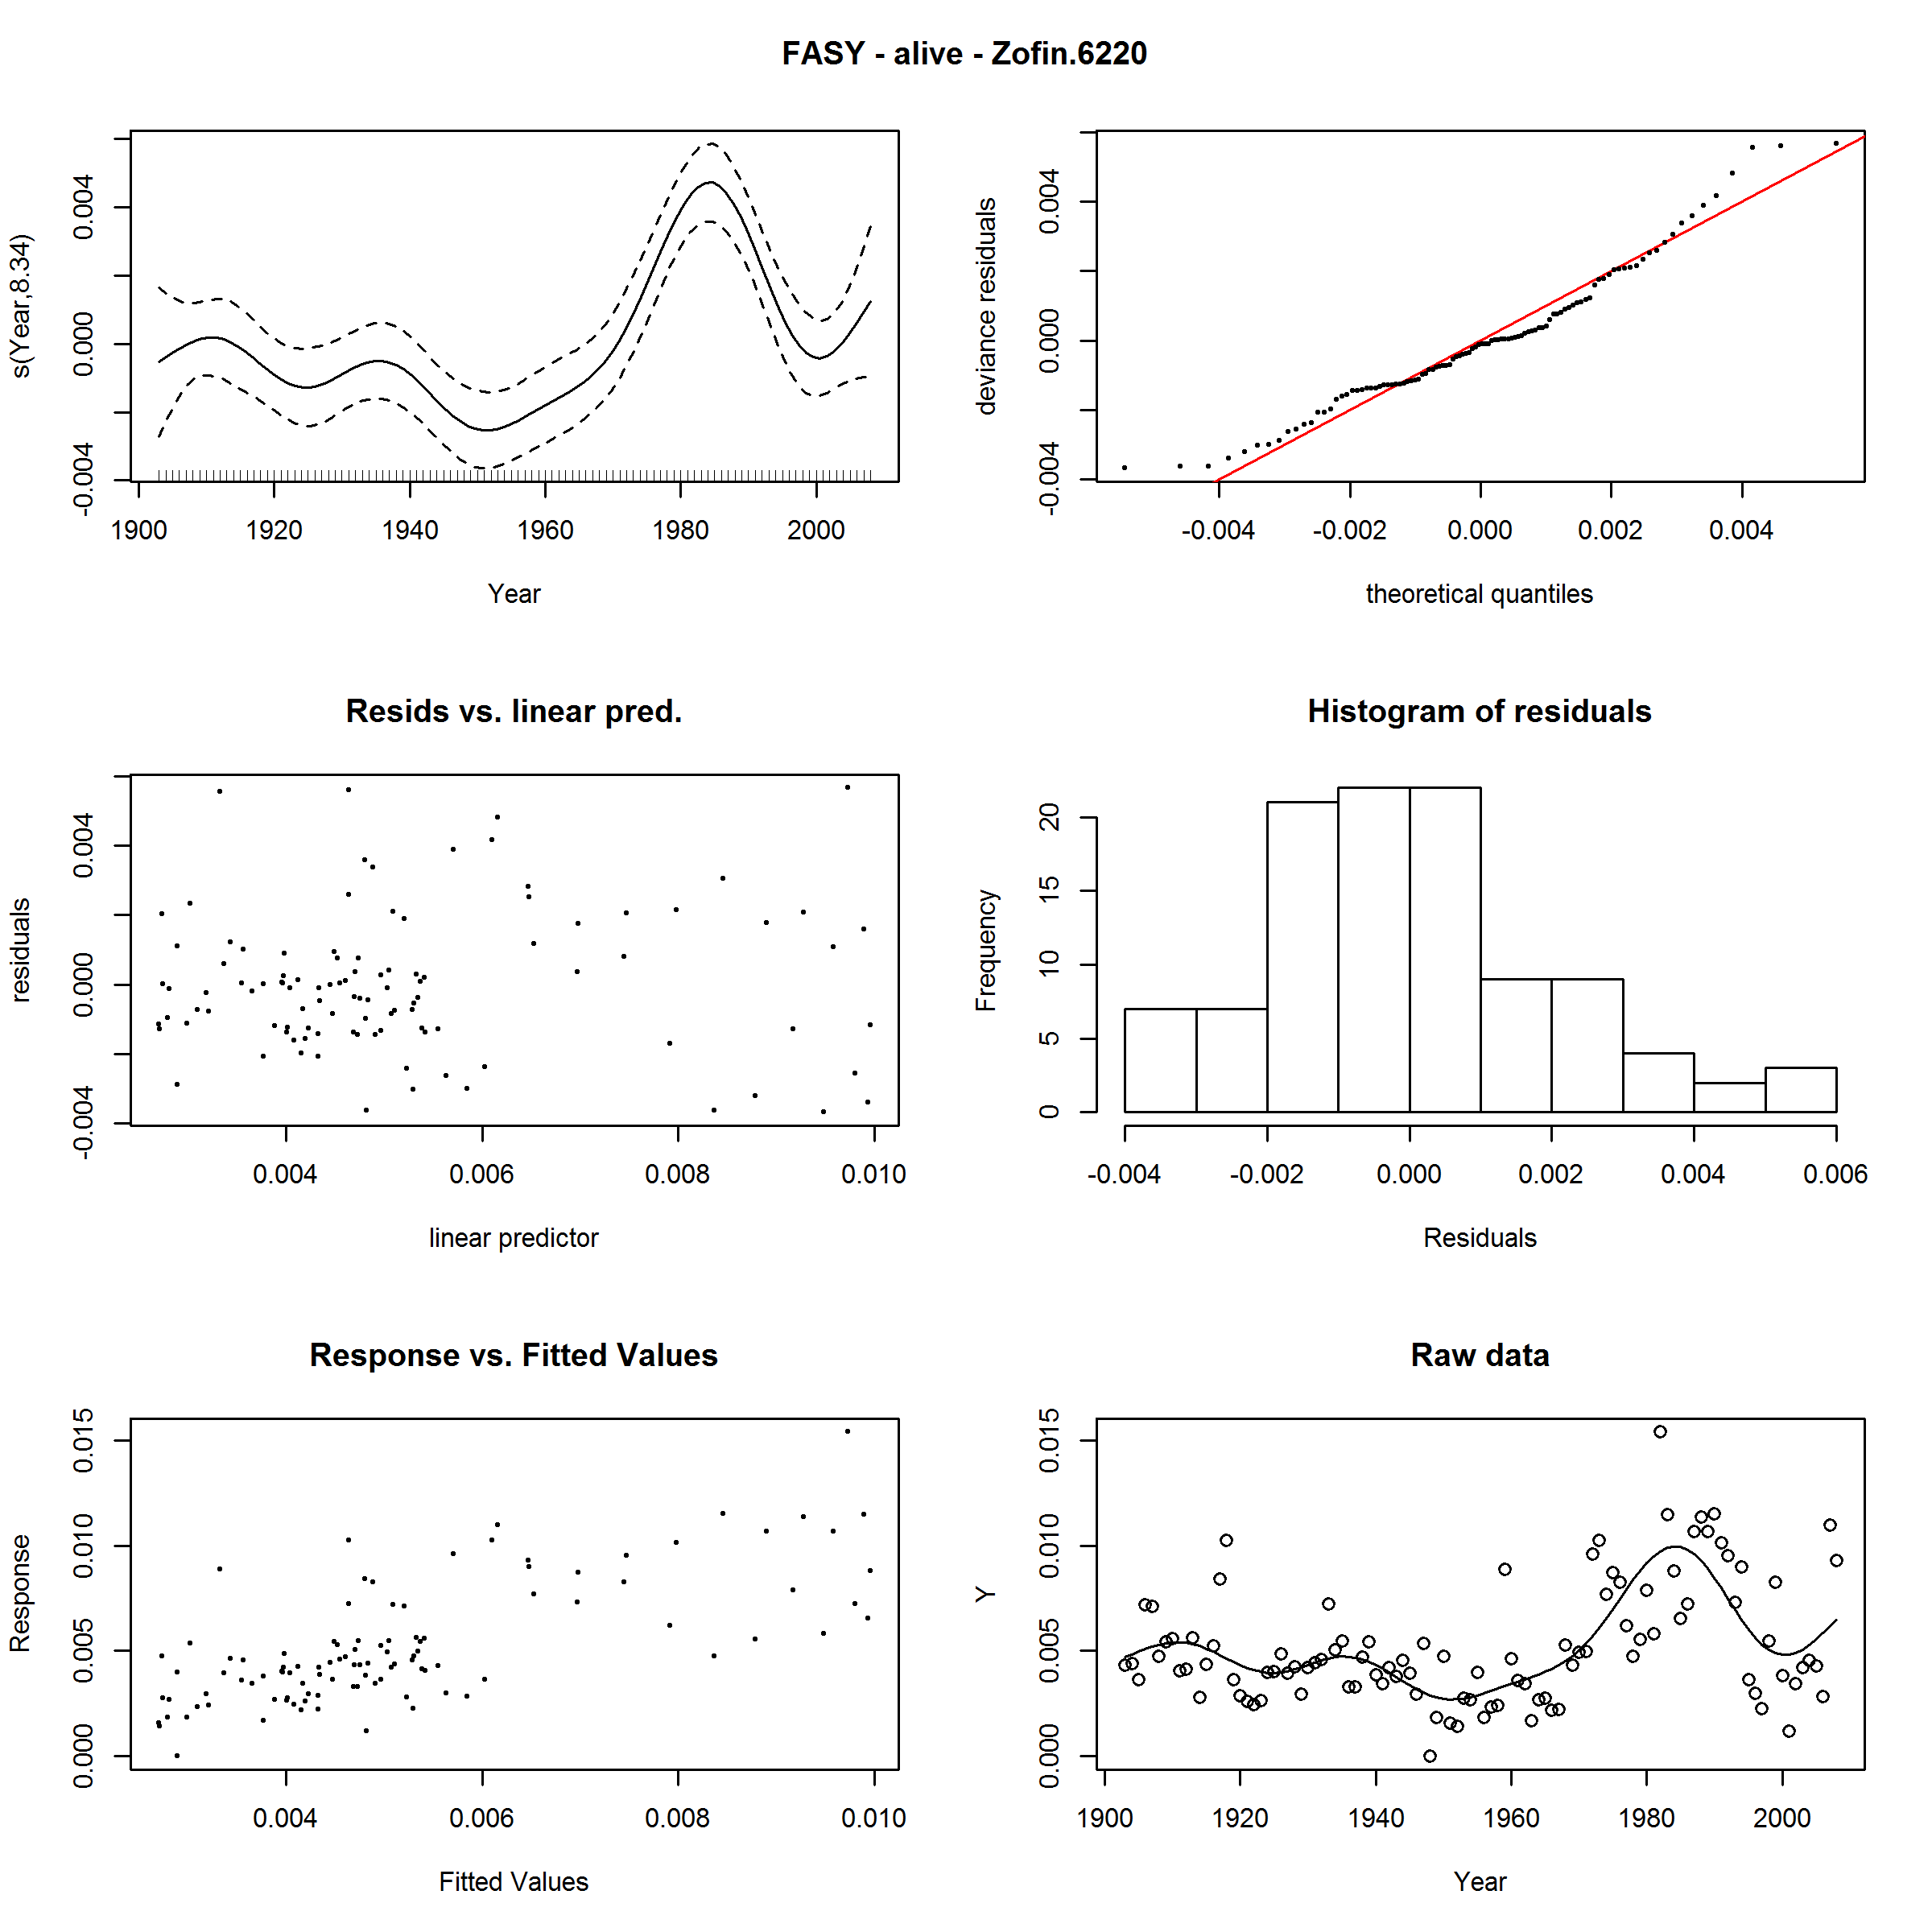 FASY - alive - Zofin.6220
s(Year,8.34)
-0.004 0.000 0.004
1900 1920 1940 1960 1980 2000
Year
deviance residuals
-0.004 0.000 0.004
-0.004 -0.002 0.000 0.002 0.004
theoretical quantiles
Resids vs. linear pred.
residuals
-0.004 0.000 0.004
0.004 0.006 0.008 0.010
linear predictor
Histogram of residuals
Frequency
0 5 10 15 20
-0.004 -0.002 0.000 0.002 0.004 0.006
Residuals
Response vs. Fitted Values
Response
0.000 0.005 0.010 0.015
0.004 0.006 0.008 0.010
Fitted Values
Raw data
Y
0.000 0.005 0.010 0.015
1900 1920 1940 1960 1980 2000
Year